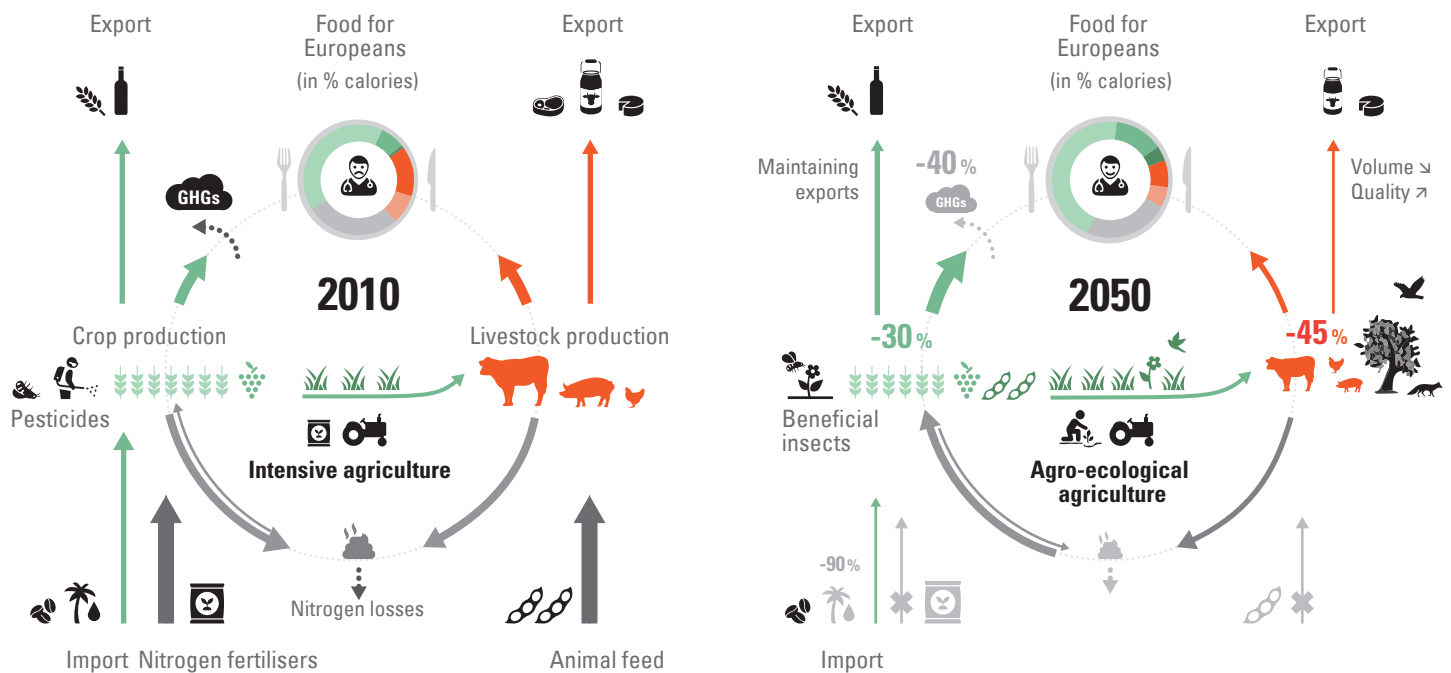 Export
Food for
Europeans
(in % calories)
Export
GHGs
2010
Crop production
Livestock production
Pesticides
Intensive agriculture
Nitrogen losses
Import
Nitrogen fertilisers
Animal feed
Export
Food for
Europeans
(in % calories)
Export
Maintaining
exports
-40 %
GHGs
Volume ↘
Quality ↗
2050
-30 %
-45 %
Beneficial
insects
Agro-ecological
agriculture
-90 %
Import